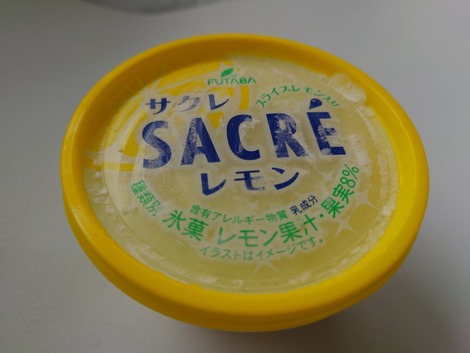 FUTABA
サクレ
スライスレモン入り
SACRÉ
レモン
種類別
含有アレルギー物質 乳成分
氷菓 レモン果汁・果実8%
イラストはイメージです。